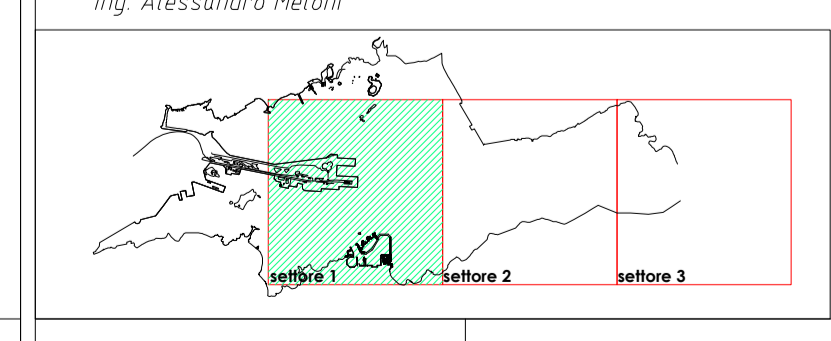 Ing. Alessandro Meloni
settore 1
settore 2
settore 3